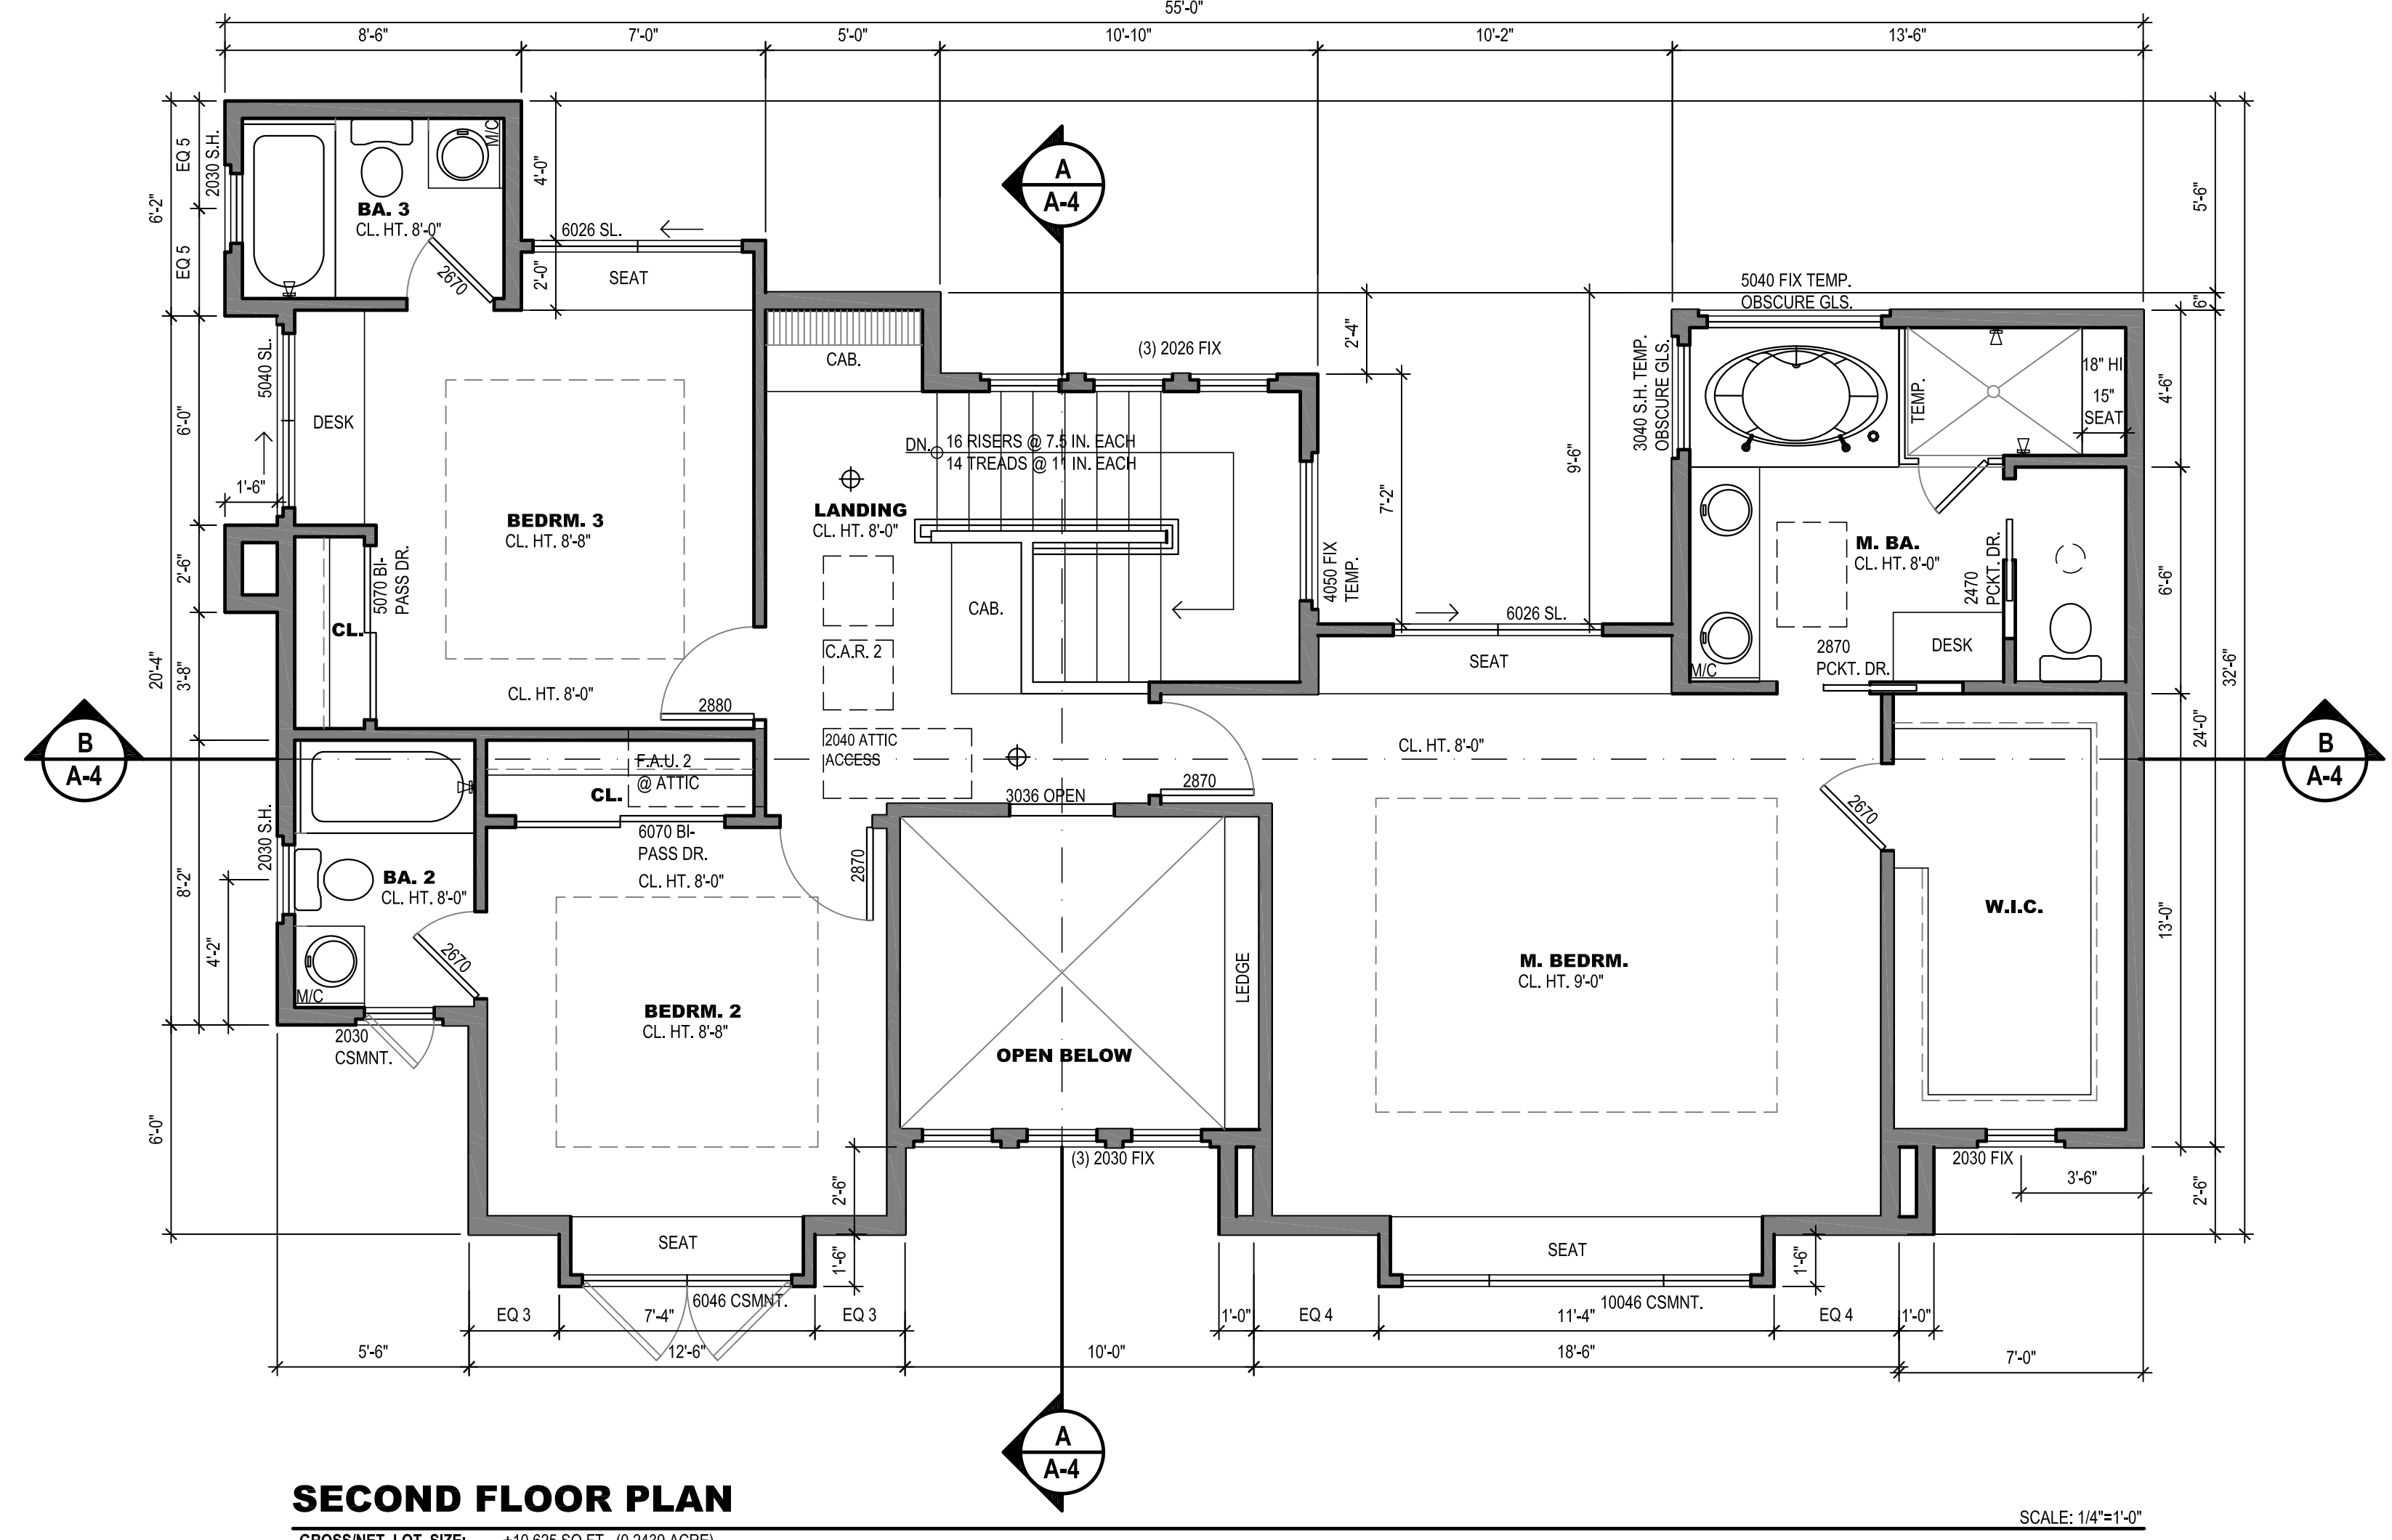 55'-0"
8'-6"
7'-0"
5'-0"
10'-10"
10'-2"
13'-6"
6'-2"
EQ 5
EQ 5
2030 S.H.
M/C
BA. 3
CL. HT. 8'-0"
2670
4'-0"
2'-0"
6026 SL.
SEAT
A
A-4
5'-6"
6"
5040 FIX TEMP.
OBSCURE GLS.
CAB.
(3) 2026 FIX
2'-4"
3040 S.H. TEMP.
OBSCURE GLS.
TEMP.
18" HI
15"
SEAT
4'-6"
5040 SL.
6'-0"
DESK
1'-6"
DN.
16 RISERS @ 7.5 IN. EACH
14 TREADS @ 11 IN. EACH
9'-6"
7'-2"
BEDRM. 3
CL. HT. 8'-8"
LANDING
CL. HT. 8'-0"
M. BA.
CL. HT. 8'-0"
2470
PCKT. DR.
6'-6"
2'-6"
5070 BI-
PASS DR.
4050 FIX
TEMP.
CL.
CAB.
6026 SL.
SEAT
C.A.R. 2
2870
PCKT. DR.
DESK
M/C
20'-4"
3'-8"
32'-6"
24'-0"
CL. HT. 8'-0"
2880
B
A-4
2040 ATTIC
ACCESS
F.A.U. 2
@ ATTIC
CL.
CL. HT. 8'-0"
2870
3036 OPEN
2670
B
A-4
2030 S.H.
6070 BI-
PASS DR.
CL. HT. 8'-0"
2870
8'-2"
BA. 2
CL. HT. 8'-0"
4'-2"
2670
M/C
W.I.C.
13'-0"
LEDGE
M. BEDRM.
CL. HT. 9'-0"
BEDRM. 2
CL. HT. 8'-8"
2030
CSMNT.
OPEN BELOW
6'-0"
(3) 2030 FIX
2030 FIX
3'-6"
2'-6"
2'-6"
SEAT
1'-6"
SEAT
1'-6"
6046 CSMNT.
10046 CSMNT.
EQ 3
7'-4"
EQ 3
1'-0"
EQ 4
11'-4"
EQ 4
1'-0"
5'-6"
12'-6"
10'-0"
18'-6"
7'-0"
A
A-4
SECOND FLOOR PLAN
SCALE: 1/4"=1'-0"
GROSS/NET LOT SIZE: ±10,625 SQ.FT. (0.2439 ACRE)